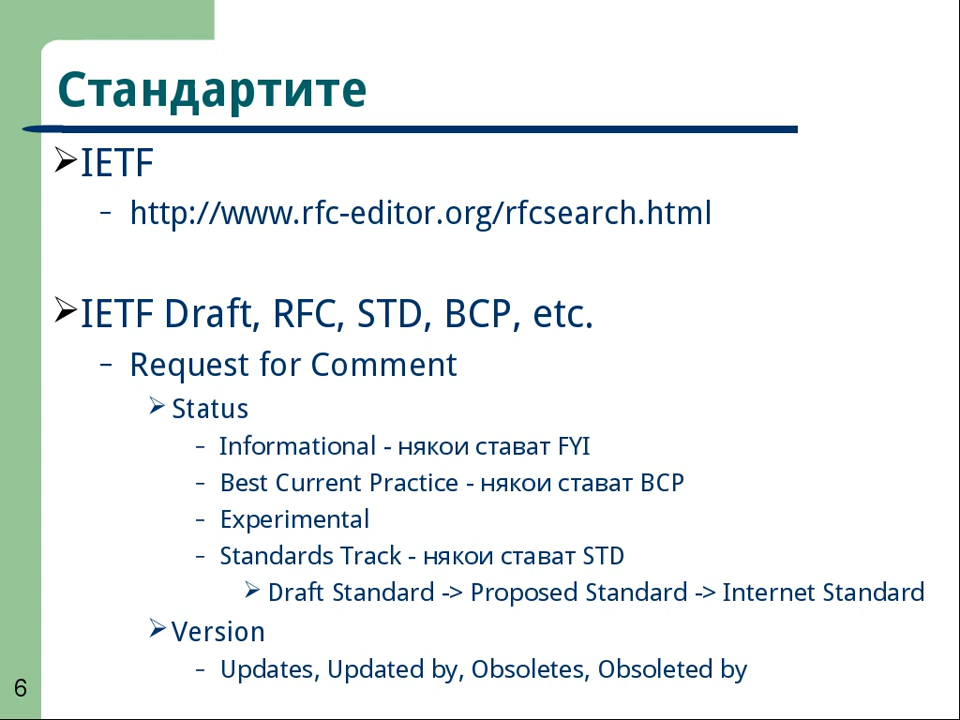 Стандартите
IETF
http://www.rfc-editor.org/rfcsearch.html
IETF Draft, RFC, STD, BCP, etc.
Request for Comment
Status
Informational - някои стават FYI
Best Current Practice - някои стават BCP
Experimental
Standards Track - някои стават STD
Draft Standard -> Proposed Standard -> Internet Standard
Version
Updates, Updated by, Obsoletes, Obsoleted by
6